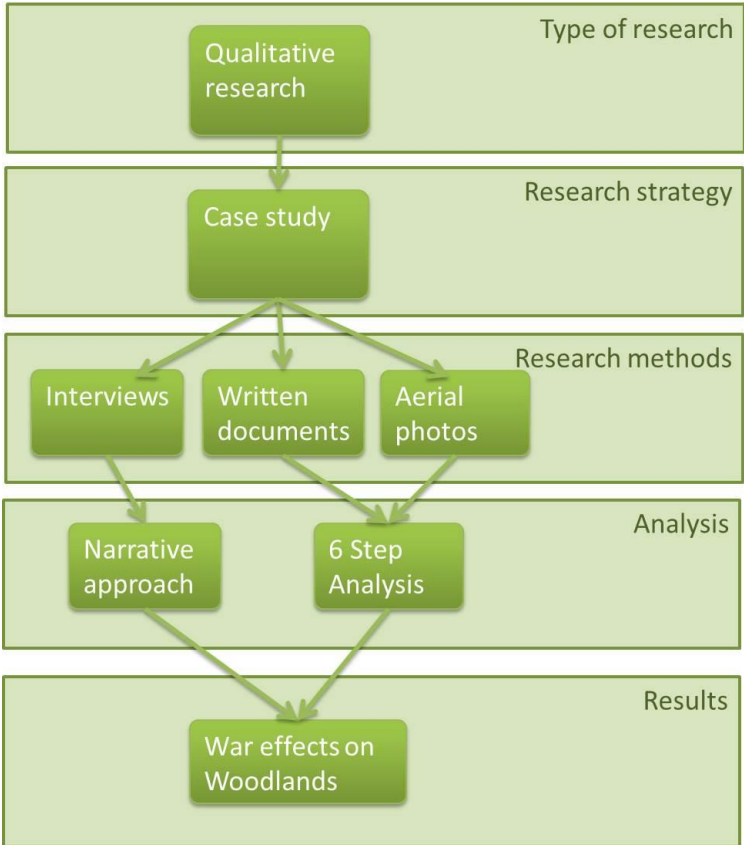 Type of research
Qualitative
research
Research strategy
Case study
Research methods
Interviews
Written
documents
Aerial
photos
Analysis
Narrative
approach
6 Step
Analysis
Results
War effects on
Woodlands